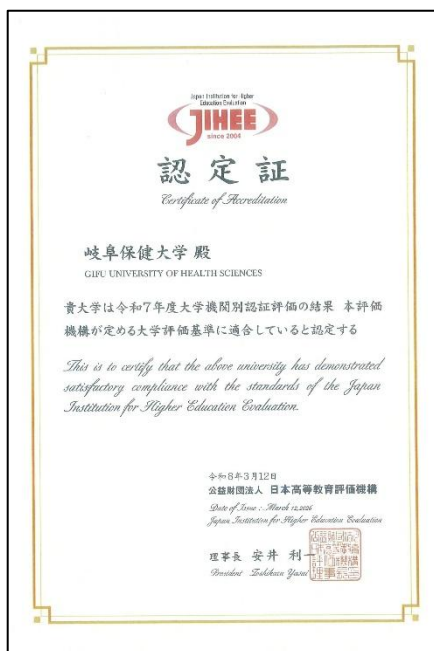 Japan Institution for Higher
Education Evaluation
JIHEE
since 2004
認定証
Certificate of Accreditation
岐阜保健大学 殿
GIFU UNIVERSITY OF HEALTH SCIENCES
貴大学は令和7年度大学機関別認証評価の結果 本評価
機構が定める大学評価基準に適合していると認定する
This is to certify that the above university has demonstrated
satisfactory compliance with the standards of the Japan
Institution for Higher Education Evaluation.
令和8年3月12日
公益財団法人 日本高等教育評価機構
Date of Issue : March 12,2026
Japan Institution for Higher Education Evaluation
理事長 安井 利一
President Toshikazu Yasui